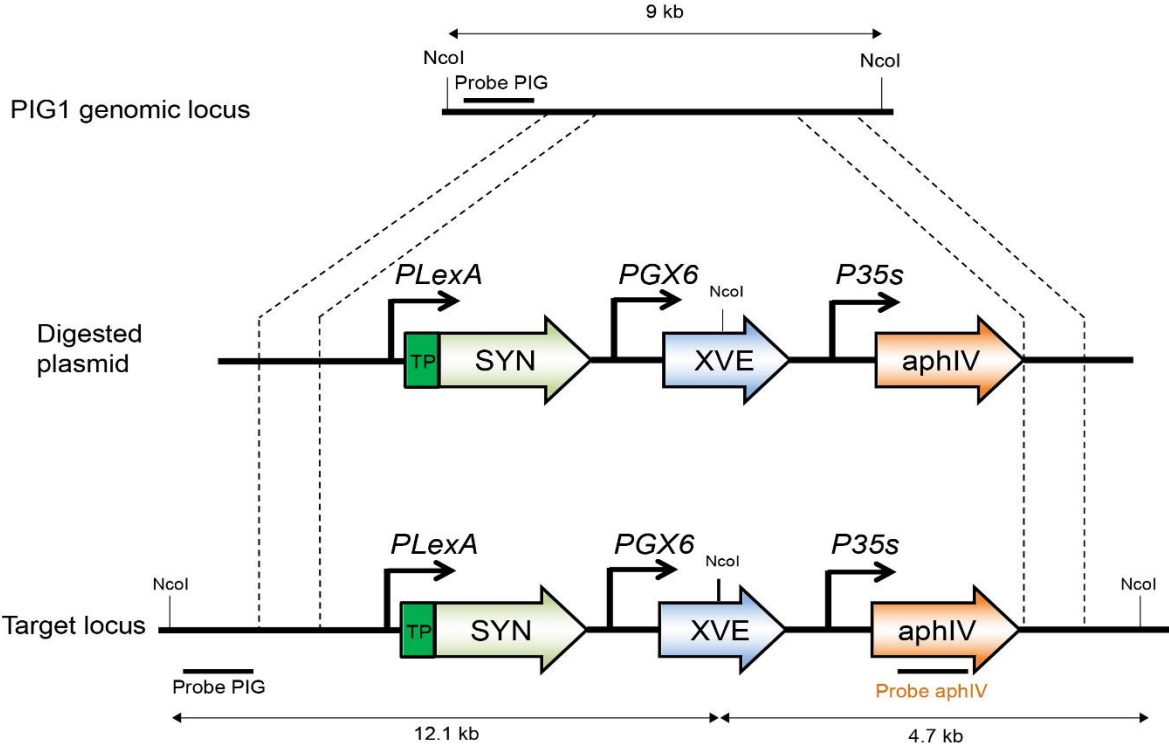 9 kb
NcoI
NcoI
Probe PIG
PIG1 genomic locus
PLexA
PGX6
P35s
NcoI
Digested
plasmid
TP
SYN
XVE
aphIV
PLexA
PGX6
P35s
NcoI
NcoI
NcoI
Target locus
TP
SYN
XVE
aphIV
Probe PIG
Probe aphIV
12.1 kb
4.7 kb